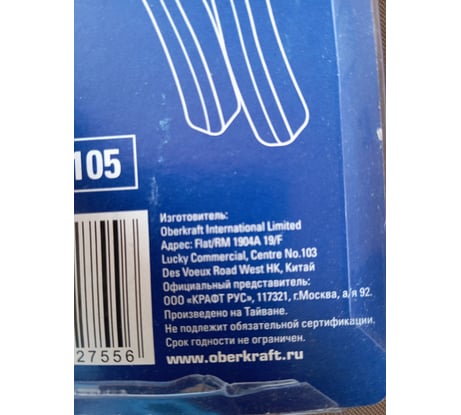 105
Изготовитель:
Oberkraft International Limited
Адрес: Flat/RM 1904A 19/F
Lucky Commercial, Centre No.103
Des Voeux Road West HK, Китай
Официальный представитель:
ООО «КРАФТ РУС», 117321, г.Москва, а/я 92.
Произведено на Тайване.
Не подлежит обязательной сертификации.
Срок годности не ограничен.
www.oberkraft.ru
27556